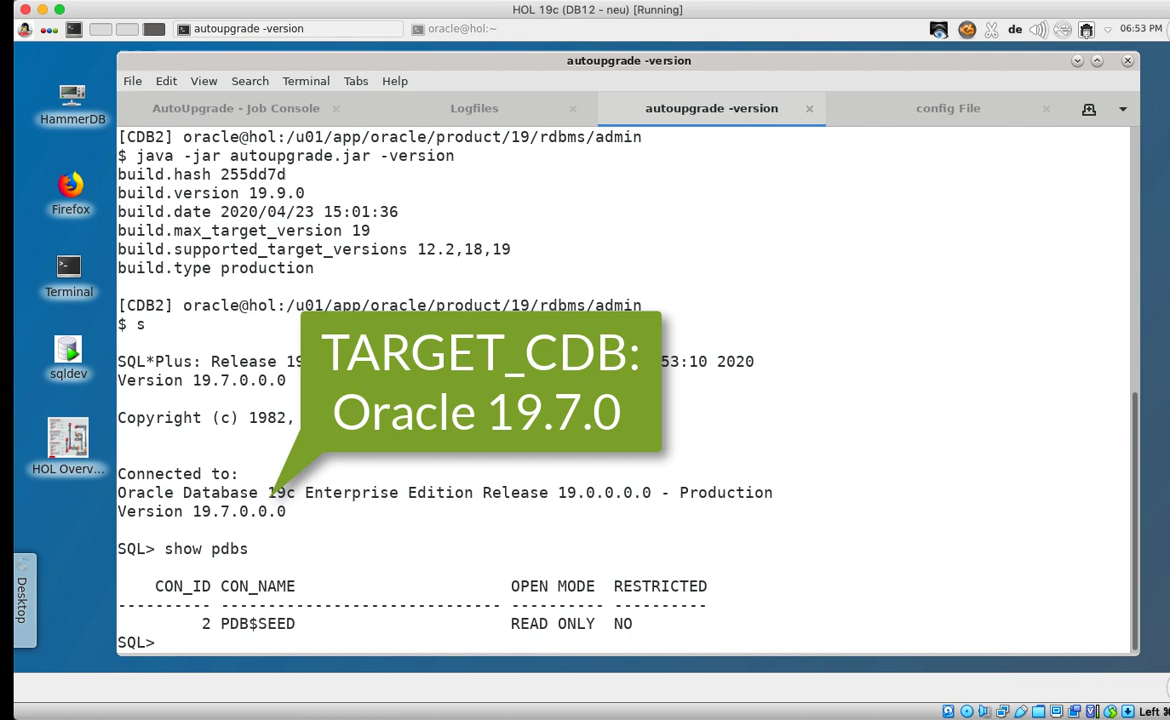 HOL 19c (DB12 - neu) [Running]
autoupgrade -version
oracle@hol:~
de
06:53 PM
autoupgrade -version
File Edit View Search Terminal Tabs Help
AutoUpgrade - Job Console
Logfiles
autoupgrade -version
config File
HammerDB
Firefox
Terminal
sqldev
HOL Overv...
Desktop
[CDB2] oracle@hol:/u01/app/oracle/product/19/rdbms/admin
$ java -jar autoupgrade.jar -version
build.hash 255dd7d
build.version 19.9.0
build.date 2020/04/23 15:01:36
build.max_target_version 19
build.supported_target_versions 12.2,18,19
build.type production
[CDB2] oracle@hol:/u01/app/oracle/product/19/rdbms/admin
$ s
SQL*Plus: Release 19 53:10 2020
Version 19.7.0.0.0
Copyright (c) 1982,
TARGET_CDB:
Oracle 19.7.0
Connected to:
Oracle Database 19c Enterprise Edition Release 19.0.0.0.0 - Production
Version 19.7.0.0.0
SQL> show pdbs
CON_ID CON_NAME OPEN MODE RESTRICTED
---------- ------------------------------ ---------- ----------
2 PDB$SEED READ ONLY NO
SQL>
Left ⌘